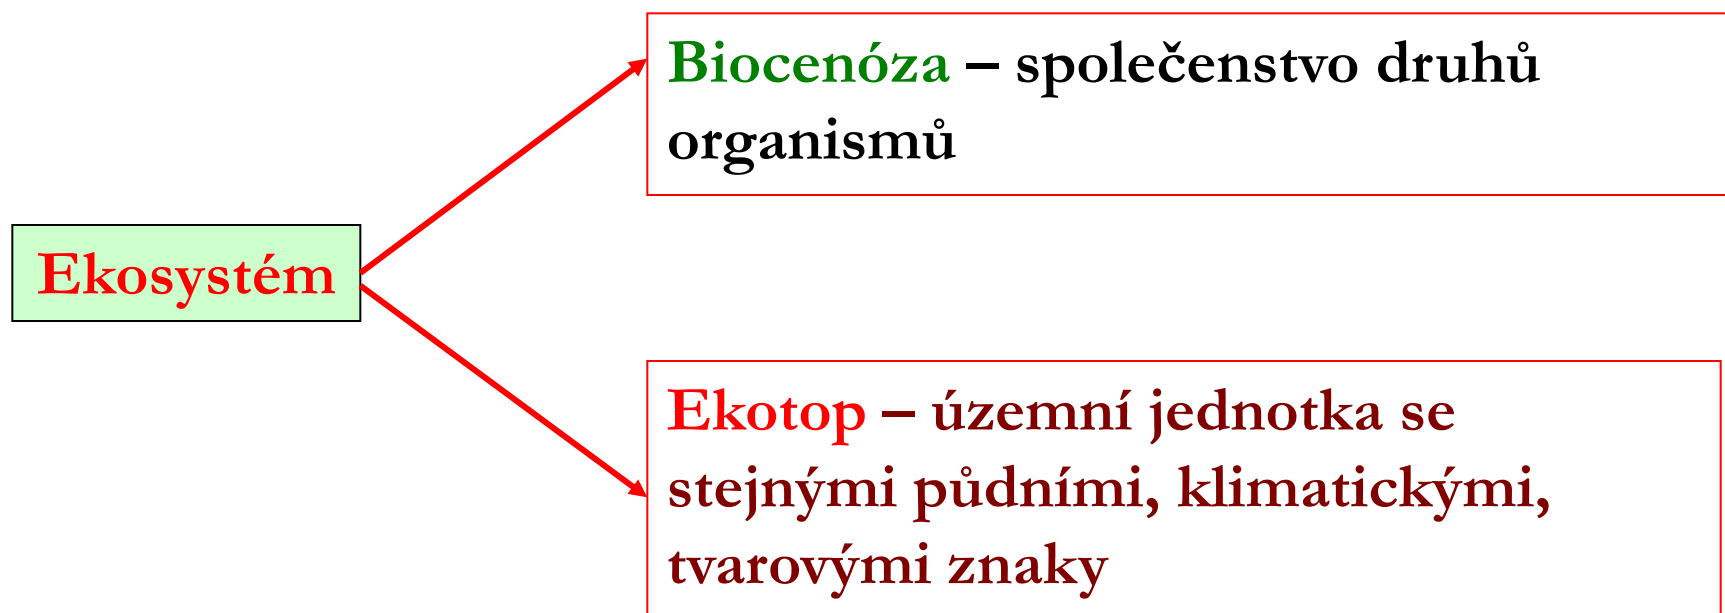 Biocenóza – společenstvo druhů
organismů
Ekosystém
Ekotop – územní jednotka se
stejnými půdními, klimatickými,
tvarovými znaky